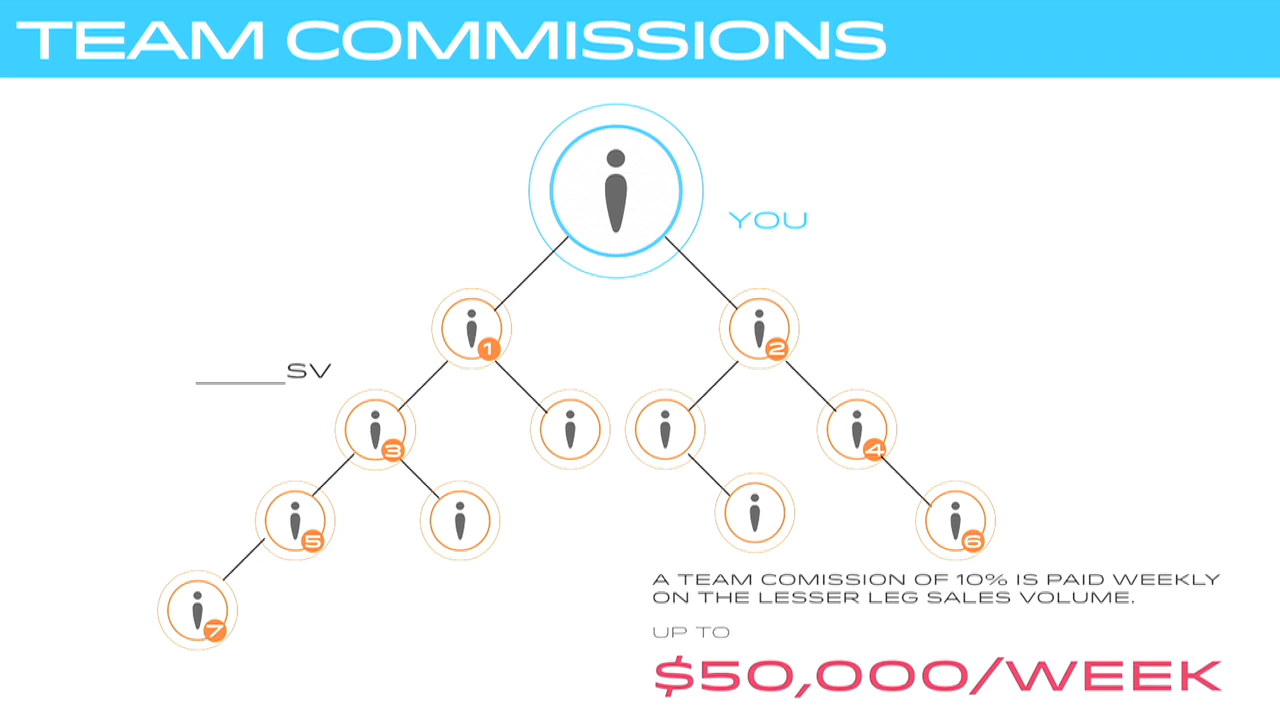 TEAM COMMISSIONS
YOU
1
2
_______SV
3
4
5
6
7
A TEAM COMISSION OF 10% IS PAID WEEKLY
ON THE LESSER LEG SALES VOLUME.
UP TO
$50,000/WEEK